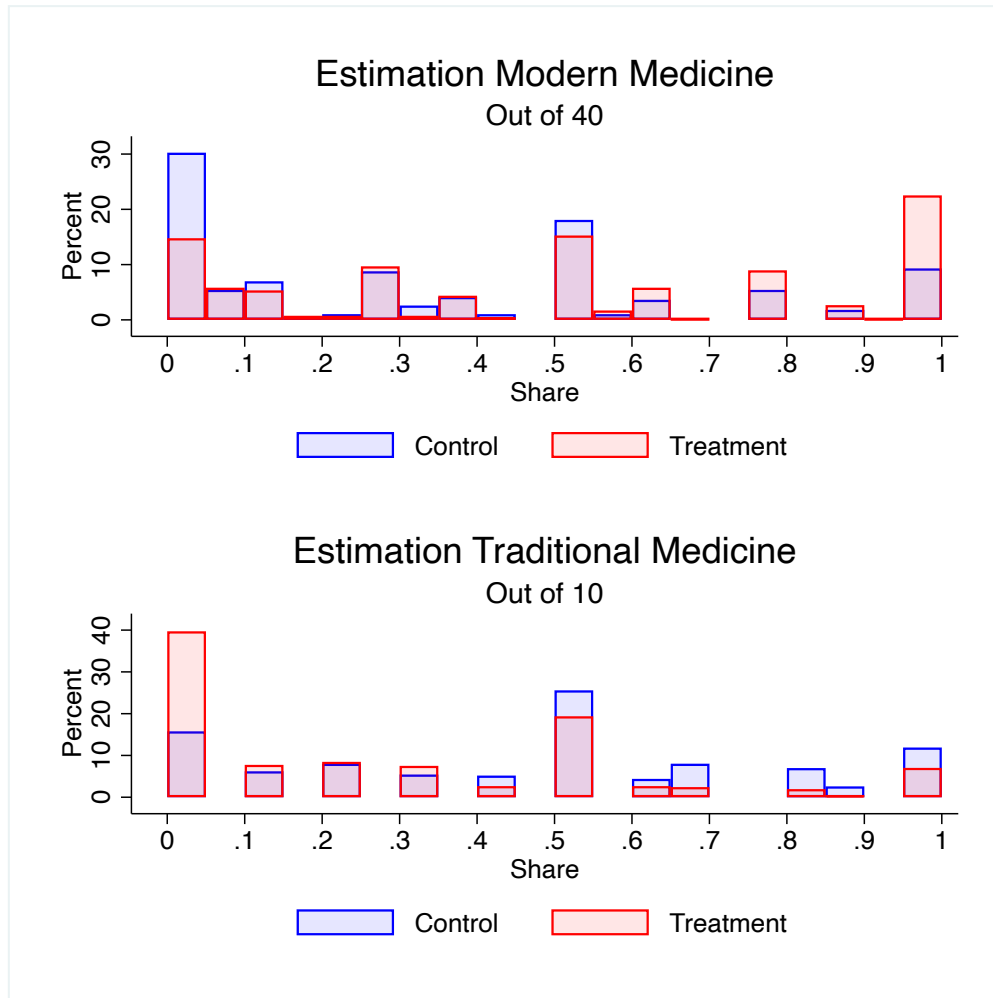 Estimation Modern Medicine
Out of 40
Percent
30
20
10
0
0 .1 .2 .3 .4 .5 .6 .7 .8 .9 1
Share
Control Treatment
Estimation Traditional Medicine
Out of 10
Percent
40
30
20
10
0
0 .1 .2 .3 .4 .5 .6 .7 .8 .9 1
Share
Control Treatment